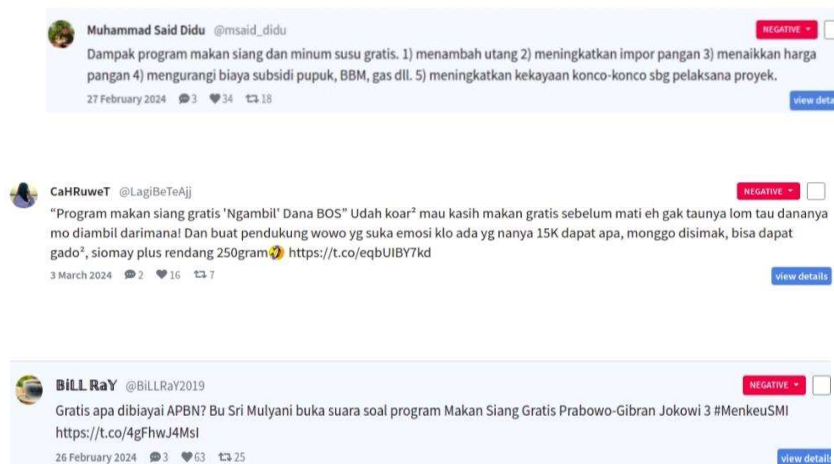 Muhammad Said Didu @msaid_didu NEGATIVE
Dampak program makan siang dan minum susu gratis. 1) menambah utang 2) meningkatkan impor pangan 3) menaikkan harga
pangan 4) mengurangi biaya subsidi pupuk, BBM, gas dll. 5) meningkatkan kekayaan konco-konco sbg pelaksana proyek.
27 February 2024 3 34 18 view deta
CaHRuweT @LagiBeTeAjj NEGATIVE
“Program makan siang gratis 'Ngambil' Dana BOS” Udah koar² mau kasih makan gratis sebelum mati eh gak taunya lom tau dananya
mo diambil darimana! Dan buat pendukung wowo yg suka emosi klo ada yg nanya 15K dapat apa, monggo disimak, bisa dapat
gado², siomay plus rendang 250gram🤣 https://t.co/eqbUIBY7kd
3 March 2024 2 16 7 view details
BiLL RaY @BiLLRaY2019 NEGATIVE
Gratis apa dibiayai APBN? Bu Sri Mulyani buka suara soal program Makan Siang Gratis Prabowo-Gibran Jokowi 3 #MenkeuSMI
https://t.co/4gFhwJ4MsI
26 February 2024 3 63 25 view details